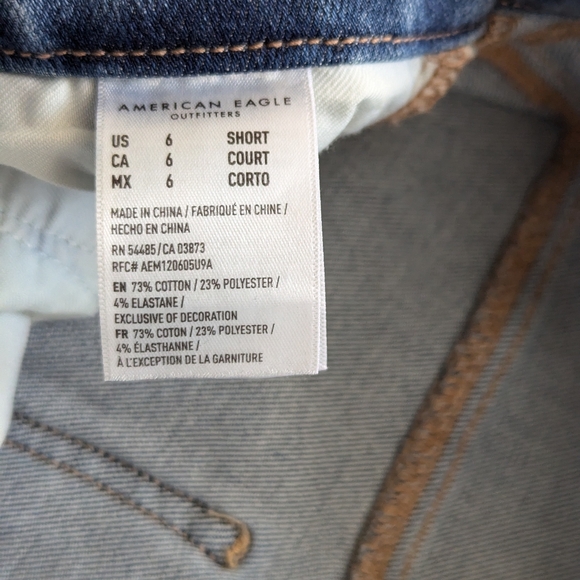 AMERICAN EAGLE
OUTFITTERS
US 6 SHORT
CA 6 COURT
MX 6 CORTO
MADE IN CHINA / FABRIQUÉ EN CHINE /
HECHO EN CHINA
RN 54485/CA 03873
RFC# AEM120605U9A
EN 73% COTTON / 23% POLYESTER /
4% ELASTANE /
EXCLUSIVE OF DECORATION
FR 73% COTON / 23% POLYESTER /
4% ÉLASTHANNE /
À L'EXCEPTION DE LA GARNITURE